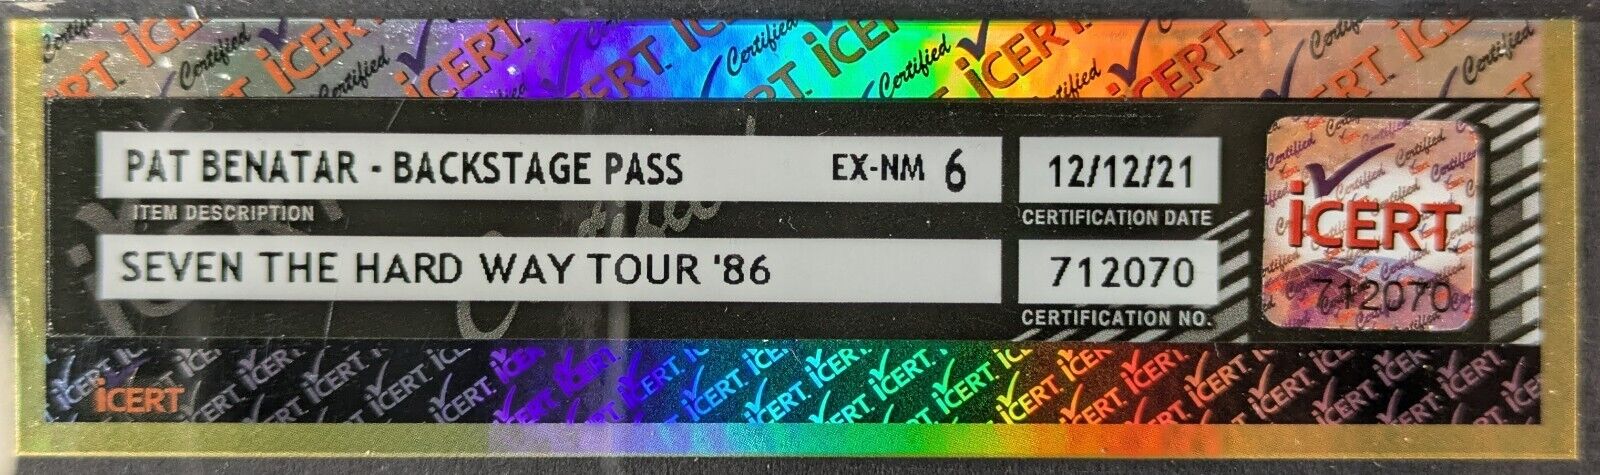 PAT BENATAR - BACKSTAGE PASS EX-NM 6 12/12/21
ITEM DESCRIPTION CERTIFICATION DATE
SEVEN THE HARD WAY TOUR '86 712070
CERTIFICATION NO.
iCERT
712070
iCERT